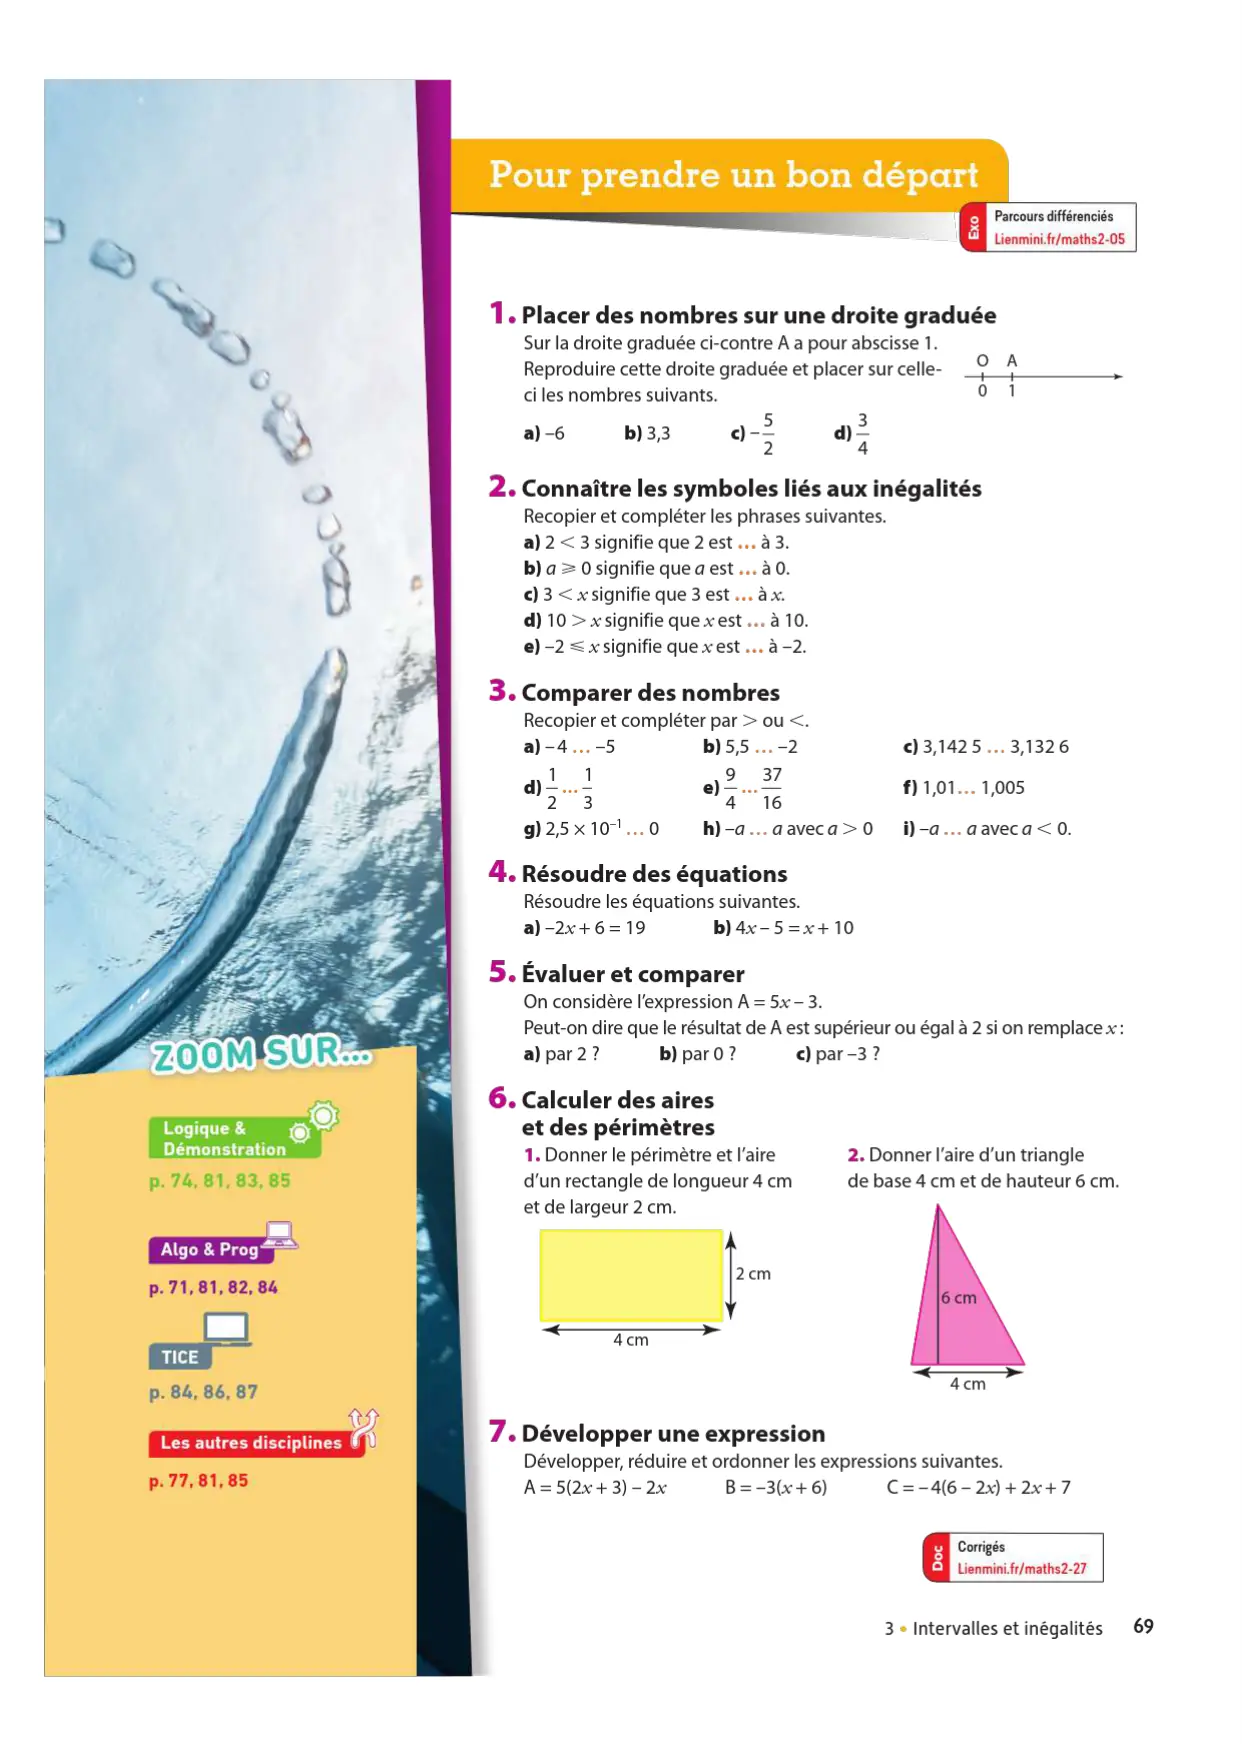 Pour prendre un bon départ
Exo
Parcours différenciés
Lienmini.fr/maths2-05
1. Placer des nombres sur une droite graduée
Sur la droite graduée ci-contre A a pour abscisse 1.
Reproduire cette droite graduée et placer sur celle-
ci les nombres suivants.
O A
0 1
a) –6 b) 3,3 c) –5/2 d) 3/4
2. Connaître les symboles liés aux inégalités
Recopier et compléter les phrases suivantes.
a) 2 < 3 signifie que 2 est ... à 3.
b) a ⩾ 0 signifie que a est ... à 0.
c) 3 < x signifie que 3 est ... à x.
d) 10 > x signifie que x est ... à 10.
e) –2 ⩽ x signifie que x est ... à –2.
3. Comparer des nombres
Recopier et compléter par > ou <.
a) –4 ... –5 b) 5,5 ... –2 c) 3,142 5 ... 3,132 6
d) 1/2 ... 1/3 e) 9/4 ... 37/16 f) 1,01... 1,005
g) 2,5 × 10⁻¹ ... 0 h) –a ... a avec a > 0 i) –a ... a avec a < 0.
4. Résoudre des équations
Résoudre les équations suivantes.
a) –2x + 6 = 19 b) 4x – 5 = x + 10
5. Évaluer et comparer
On considère l'expression A = 5x – 3.
Peut-on dire que le résultat de A est supérieur ou égal à 2 si on remplace x :
a) par 2 ? b) par 0 ? c) par –3 ?
6. Calculer des aires
et des périmètres
1. Donner le périmètre et l'aire
d'un rectangle de longueur 4 cm
et de largeur 2 cm.
2 cm
4 cm
2. Donner l'aire d'un triangle
de base 4 cm et de hauteur 6 cm.
6 cm
4 cm
7. Développer une expression
Développer, réduire et ordonner les expressions suivantes.
A = 5(2x + 3) – 2x B = –3(x + 6) C = –4(6 – 2x) + 2x + 7
Doc
Corrigés
Lienmini.fr/maths2-27
ZOOM SUR...
Logique &
Démonstration
p. 74, 81, 83, 85
Algo & Prog
p. 71, 81, 82, 84
TICE
p. 84, 86, 87
Les autres disciplines
p. 77, 81, 85
3 • Intervalles et inégalités 69